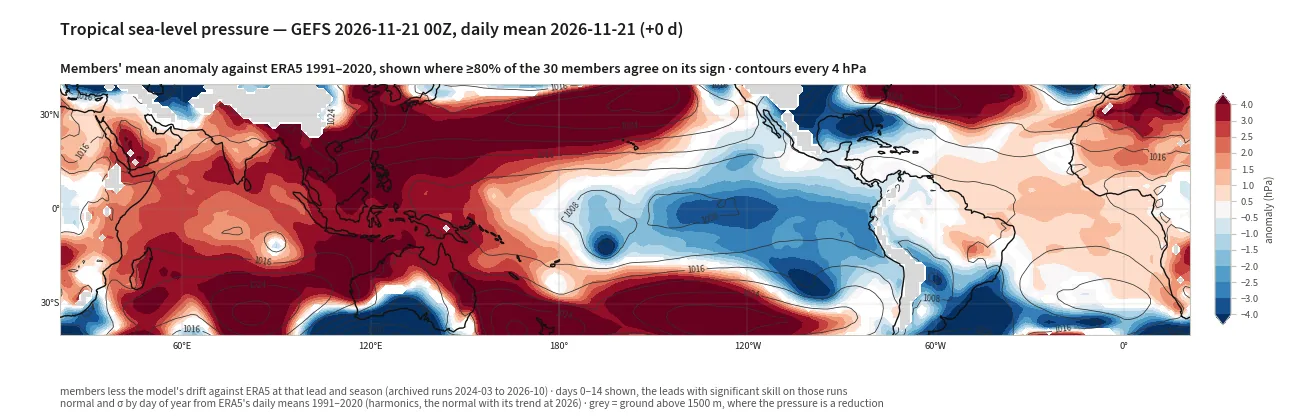 Tropical sea-level pressure — GEFS 2026-11-21 00Z, daily mean 2026-11-21 (+0 d)
Members' mean anomaly against ERA5 1991–2020, shown where ≥80% of the 30 members agree on its sign · contours every 4 hPa
30°N
0°
30°S
60°E
120°E
180°
120°W
60°W
0°
1016
1016
1024
1016
1016
1008
1016
1016
1024
1016
1008
1016
4.0
3.0
2.0
1.5
1.0
0.5
−0.5
−1.0
−1.5
−2.0
−2.5
−3.0
−4.0
anomaly (hPa)
members less the model's drift against ERA5 at that lead and season (archived runs 2024-03 to 2026-10) · days 0–14 shown, the leads with significant skill on those runs
normal and σ by day of year from ERA5's daily means 1991–2020 (harmonics, the normal with its trend at 2026) · grey = ground above 1500 m, where the pressure is a reduction